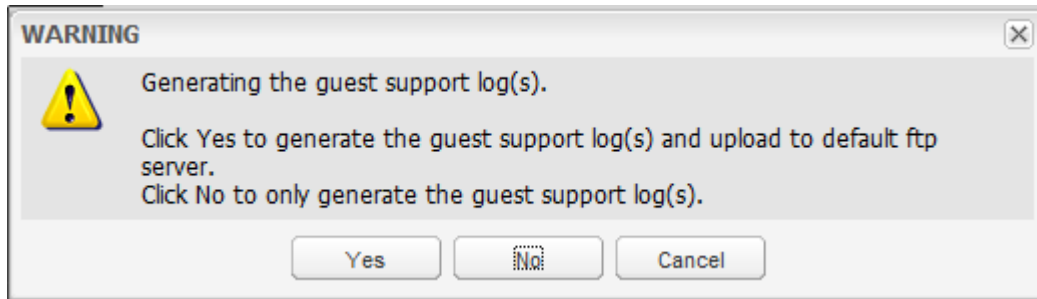 WARNING
Generating the guest support log(s).
Click Yes to generate the guest support log(s) and upload to default ftp
server.
Click No to only generate the guest support log(s).
Yes No Cancel